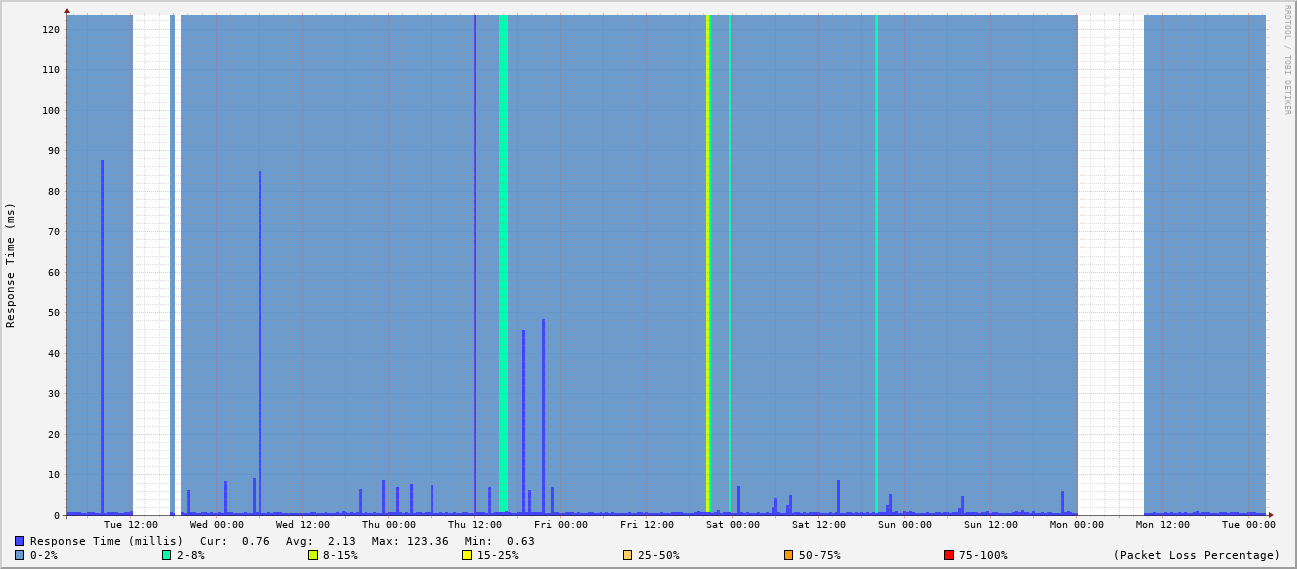 RRDTOOL / TOBI OETIKER
Response Time (ms)
120
110
100
90
80
70
60
50
40
30
20
10
0
Tue 12:00 Wed 00:00 Wed 12:00 Thu 00:00 Thu 12:00 Fri 00:00 Fri 12:00 Sat 00:00 Sat 12:00 Sun 00:00 Sun 12:00 Mon 00:00 Mon 12:00 Tue 00:00
Response Time (millis) Cur: 0.76 Avg: 2.13 Max: 123.36 Min: 0.63
0-2% 2-8% 8-15% 15-25% 25-50% 50-75% 75-100% (Packet Loss Percentage)